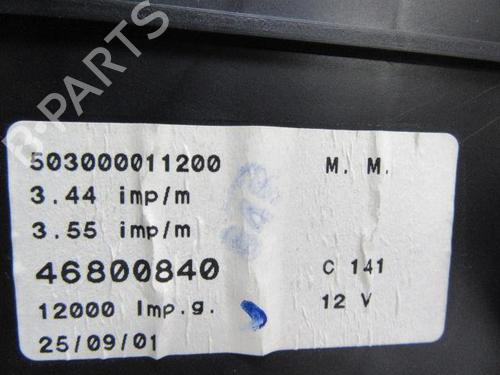 B-PARTS
503000011200 M. M.
3.44 imp/m
3.55 imp/m
46800840 C 141
12000 Imp.g. 12 V
25/09/01